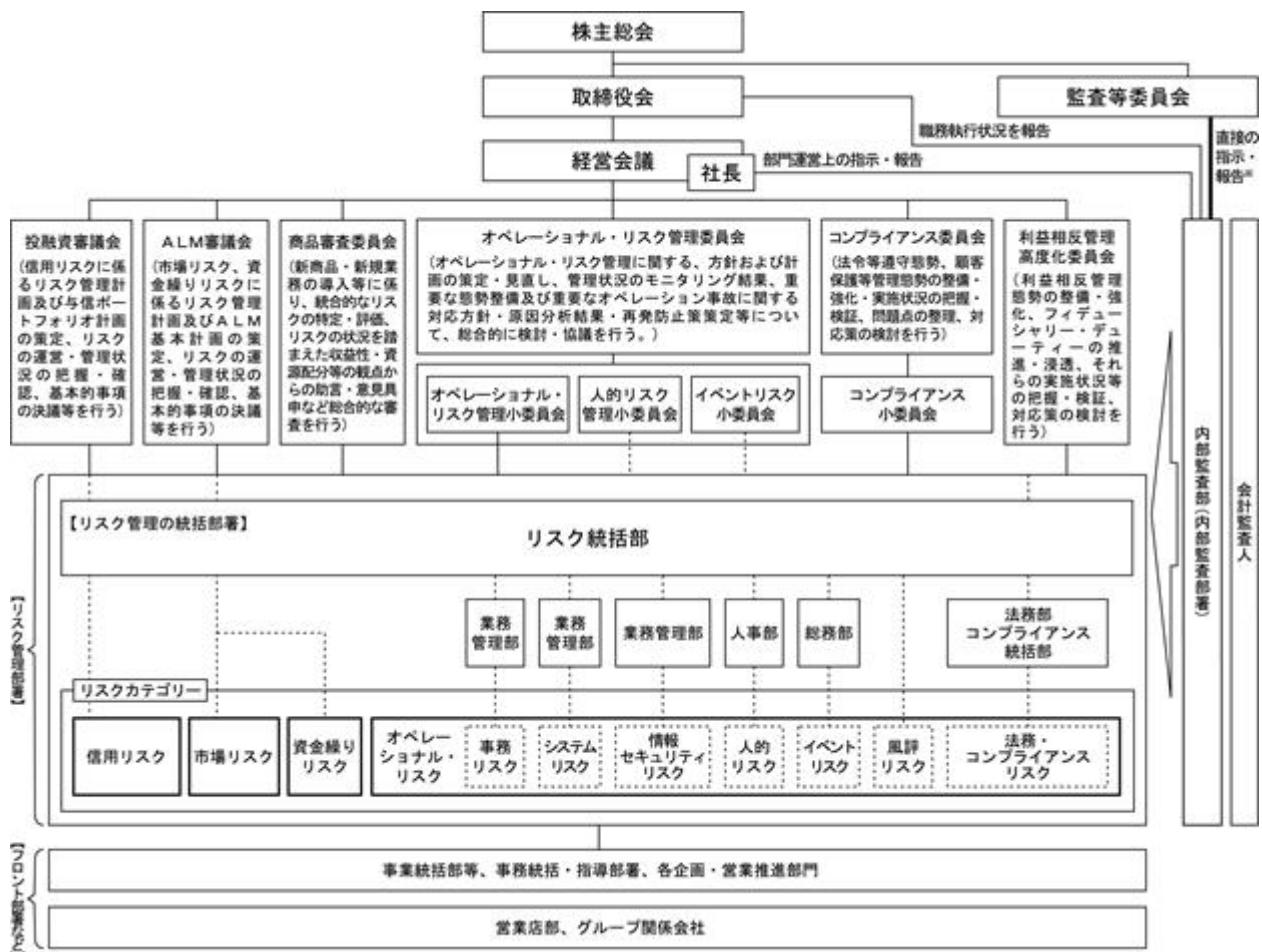 株主総会
取締役会
監査等委員会
職務執行状況を報告
直接の
指示・
報告※
経営会議
社長
部門運営上の指示・報告
投融資審議会
(信用リスクに係
るリスク管理計画
及び与信ポー
トフォリオ計画
の策定、リスク
の運営・管理状
況の把握・確
認、基本的事項
の決議等を行う)
ALM審議会
(市場リスク、資
金繰りリスクに
係るリスク管理
計画及びALM
基本計画の策
定、リスクの運
営・管理状況の
把握・確認、基
本的事項の決議
等を行う)
商品審査委員会
(新商品・新規業
務の導入等に係
り、統合的なリス
クの特定・評価、
リスクの状況を踏
まえた収益性・資
源配分等の観点
からの助言・意見具
申など総合的な審
査を行う)
オペレーショナル・リスク管理委員会
(オペレーショナル・リスク管理に関する、方針および計
画の策定・見直し、管理状況のモニタリング結果、重
要な態勢整備及び重要なオペレーション事故に関する
対応方針・原因分析結果・再発防止策策定等につい
て、総合的に検討・協議を行う。)
オペレーショナル・
リスク管理小委員会
人的リスク
管理小委員会
イベントリスク
小委員会
コンプライアンス委員会
(法令等遵守態勢、顧客
保護等管理態勢の整備・
強化・実施状況の把握・
検証、問題点の整理、対
応策の検討を行う)
コンプライアンス
小委員会
利益相反管理
高度化委員会
(利益相反管理
態勢の整備・強
化、フィデュー
シャリー・デュ
ーティーの推
進・浸透、それ
らの実施状況等
の把握・検証、
対応策の検討を
行う)
内部監査部(内部監査部署)
会計監査人
【リスク管理部署】
【リスク管理の統括部署】
リスク統括部
業務
管理部
業務
管理部
業務管理部
人事部
総務部
法務部
コンプライアンス
統括部
リスクカテゴリー
信用リスク
市場リスク
資金繰り
リスク
オペレー
ショナル・
リスク
事務
リスク
システム
リスク
情報
セキュリティ
リスク
人的
リスク
イベント
リスク
風評
リスク
法務・
コンプライアンス
リスク
【フロント部署など】
事業統括部等、事務統括・指導部署、各企画・営業推進部門
営業店部、グループ関係会社